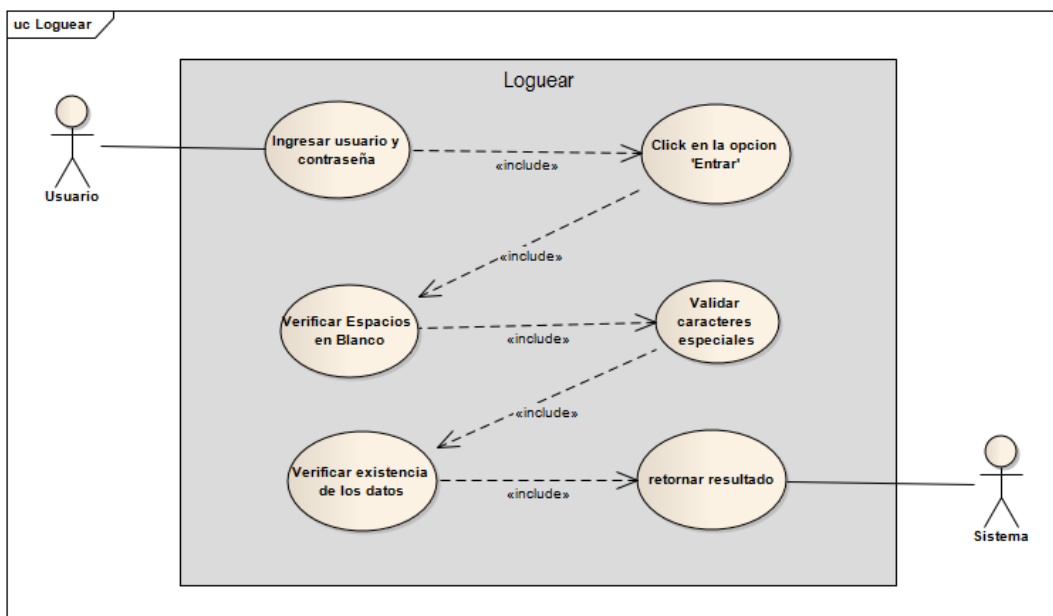 uc Loguear
Loguear
Ingresar usuario y
contraseña
«include»
Click en la opcion
'Entrar'
Usuario
«include»
Verificar Espacios
en Blanco
«include»
Validar
caracteres
especiales
«include»
Verificar existencia
de los datos
«include»
retornar resultado
Sistema